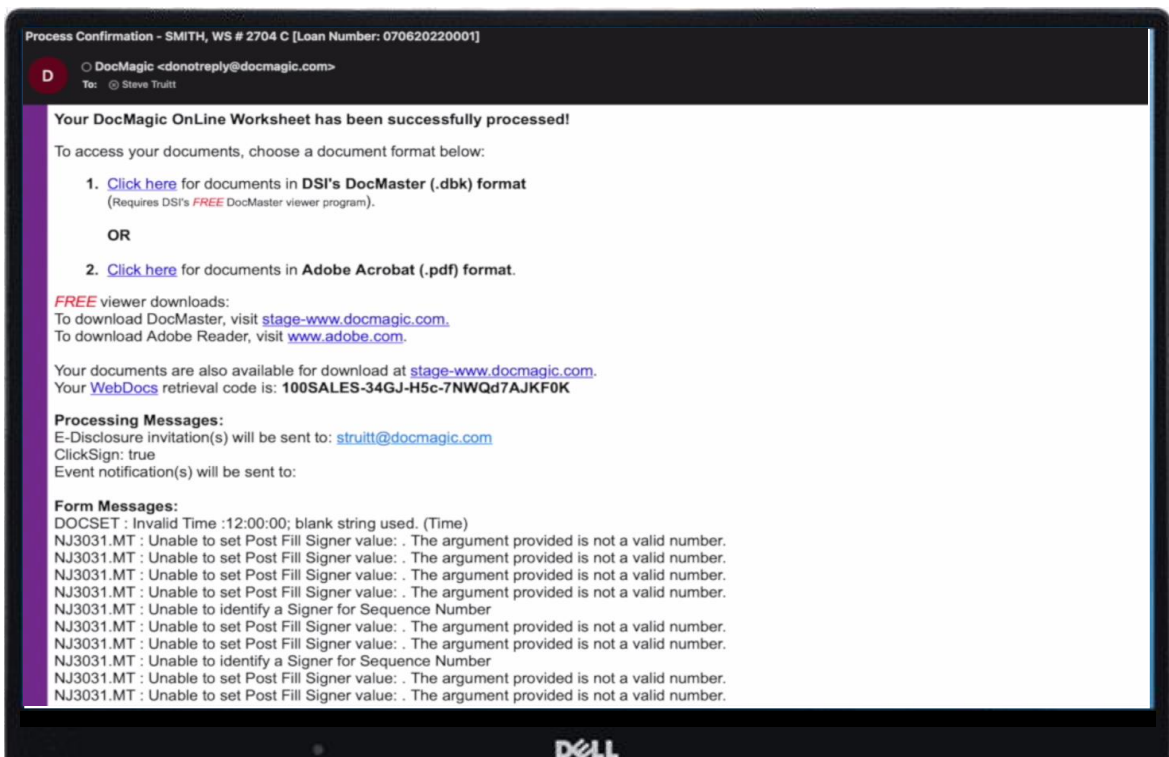 Process Confirmation - SMITH, WS # 2704 C [Loan Number: 070620220001]
D
DocMagic <donotreply@docmagic.com>
To: Steve Truitt
Your DocMagic OnLine Worksheet has been successfully processed!
To access your documents, choose a document format below:
1. Click here for documents in DSI's DocMaster (.dbk) format
(Requires DSI's FREE DocMaster viewer program).
OR
2. Click here for documents in Adobe Acrobat (.pdf) format.
FREE viewer downloads:
To download DocMaster, visit stage-www.docmagic.com.
To download Adobe Reader, visit www.adobe.com.
Your documents are also available for download at stage-www.docmagic.com.
Your WebDocs retrieval code is: 100SALES-34GJ-H5c-7NWQd7AJKF0K
Processing Messages:
E-Disclosure invitation(s) will be sent to: struitt@docmagic.com
ClickSign: true
Event notification(s) will be sent to:
Form Messages:
DOCSET : Invalid Time :12:00:00; blank string used. (Time)
NJ3031.MT : Unable to set Post Fill Signer value: . The argument provided is not a valid number.
NJ3031.MT : Unable to set Post Fill Signer value: . The argument provided is not a valid number.
NJ3031.MT : Unable to set Post Fill Signer value: . The argument provided is not a valid number.
NJ3031.MT : Unable to set Post Fill Signer value: . The argument provided is not a valid number.
NJ3031.MT : Unable to identify a Signer for Sequence Number
NJ3031.MT : Unable to set Post Fill Signer value: . The argument provided is not a valid number.
NJ3031.MT : Unable to set Post Fill Signer value: . The argument provided is not a valid number.
NJ3031.MT : Unable to identify a Signer for Sequence Number
NJ3031.MT : Unable to set Post Fill Signer value: . The argument provided is not a valid number.
NJ3031.MT : Unable to set Post Fill Signer value: . The argument provided is not a valid number.
DELL